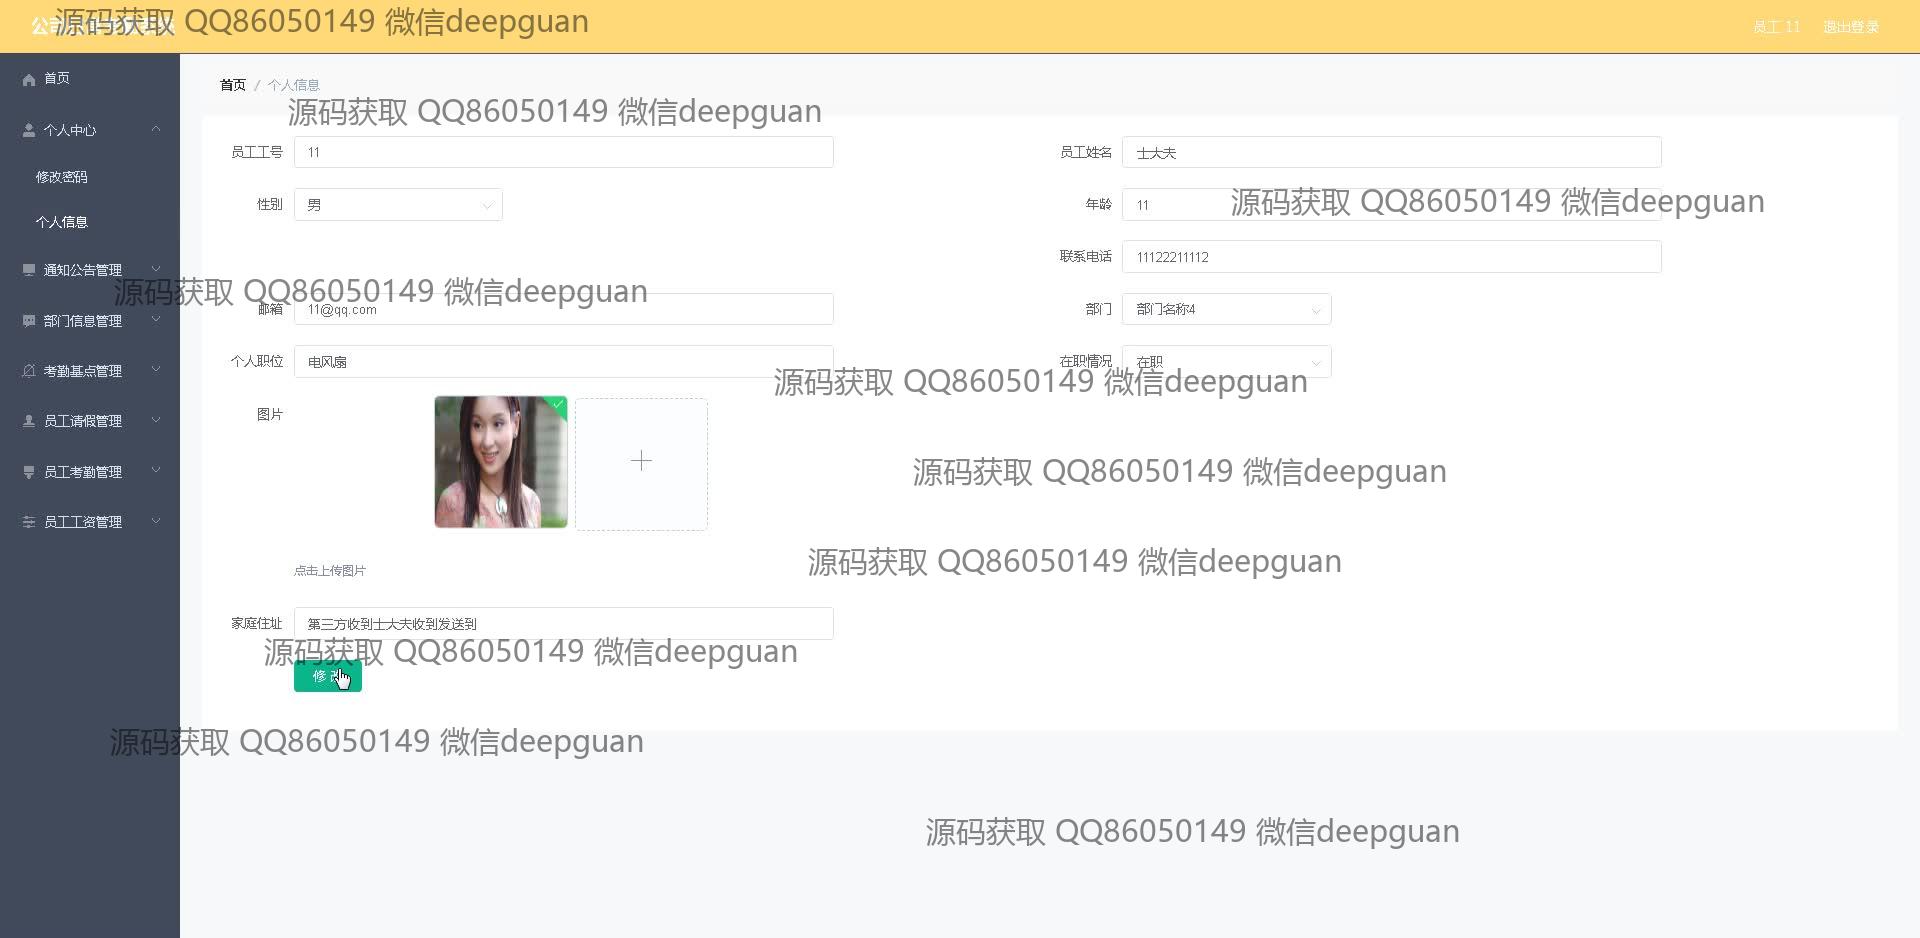 源码获取 QQ86050149 微信deepguan
员工 11 退出登录
首页
个人中心
修改密码
个人信息
通知公告管理
部门信息管理
考勤基点管理
员工请假管理
员工考勤管理
员工工资管理
首页 / 个人信息
源码获取 QQ86050149 微信deepguan
员工工号 11
员工姓名 士大夫
性别 男
年龄 11
源码获取 QQ86050149 微信deepguan
联系电话 11122211112
源码获取 QQ86050149 微信deepguan
邮箱 11@qq.com
部门 部门名称4
个人职位 电风扇
在职情况 在职
源码获取 QQ86050149 微信deepguan
图片
源码获取 QQ86050149 微信deepguan
源码获取 QQ86050149 微信deepguan
点击上传图片
家庭住址 第三方收到士大夫收到发送到
源码获取 QQ86050149 微信deepguan
修
源码获取 QQ86050149 微信deepguan
源码获取 QQ86050149 微信deepguan